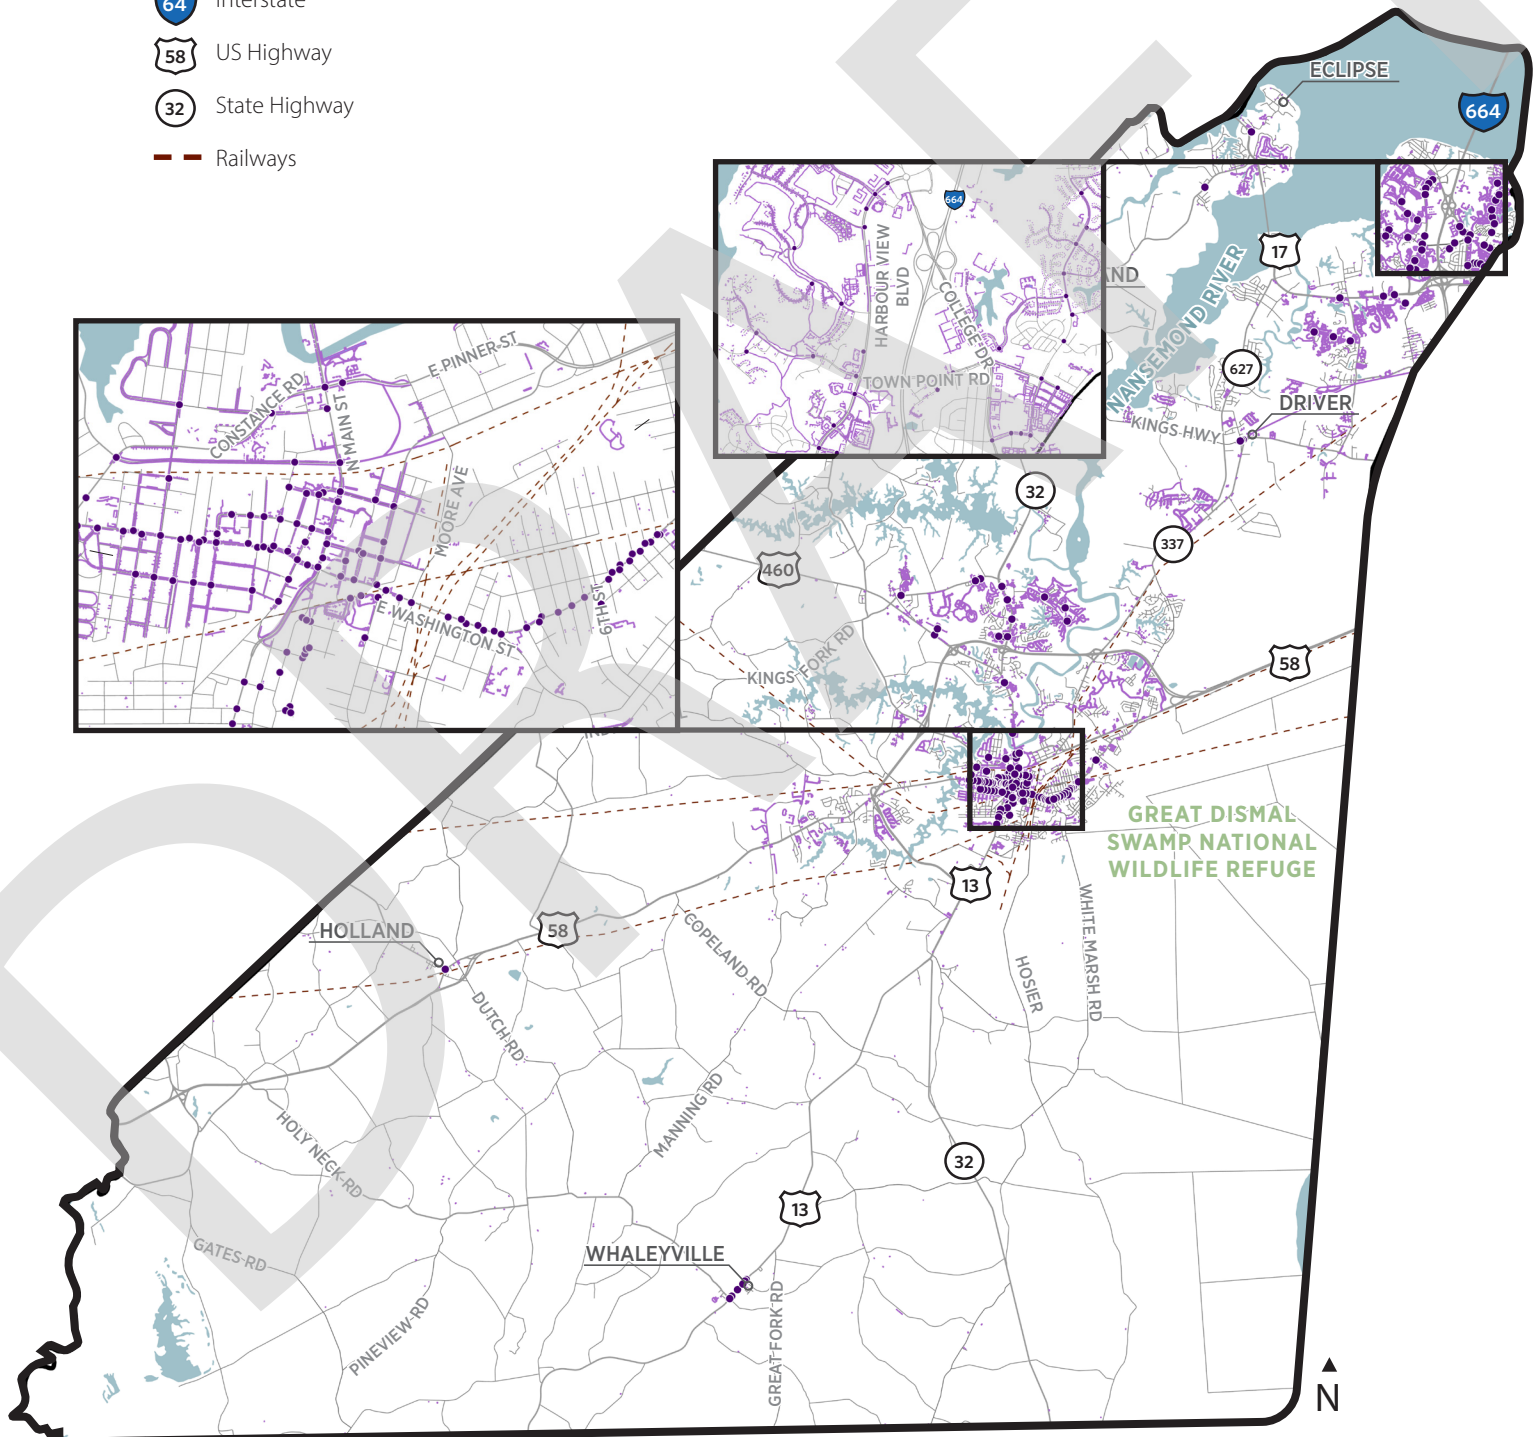 64 Interstate
58 US Highway
32 State Highway
Railways
ECLIPSE
664
664
HARBOUR VIEW
BLVD
COLLEGE DR
TOWN POINT RD
AND
17
NANSEMOND RIVER
627
DRIVER
KINGS HWY
E PINNER ST
CONSTANCE RD
N MAIN ST
MOORE AVE
E WASHINGTON ST
6TH ST
32
337
460
KINGS FORK RD
58
GREAT DISMAL
SWAMP NATIONAL
WILDLIFE REFUGE
13
WHITE MARSH RD
HOSIER
HOLLAND
58
COPELAND RD
DUTCH RD
MANNING RD
HOLY NECK RD
32
13
GATES RD
WHALEYVILLE
PINEVIEW RD
GREAT FORK RD
N
DRAFT